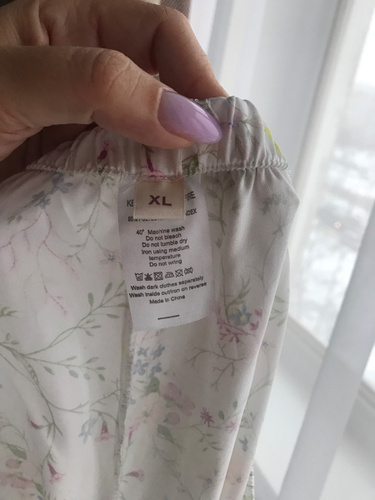 XL
40° Machine wash
Do not bleach
Do not tumble dry
Iron using medium
temperature
Do not wring
Wash dark clothes separately
Wash inside out/iron on reverse
Made in China